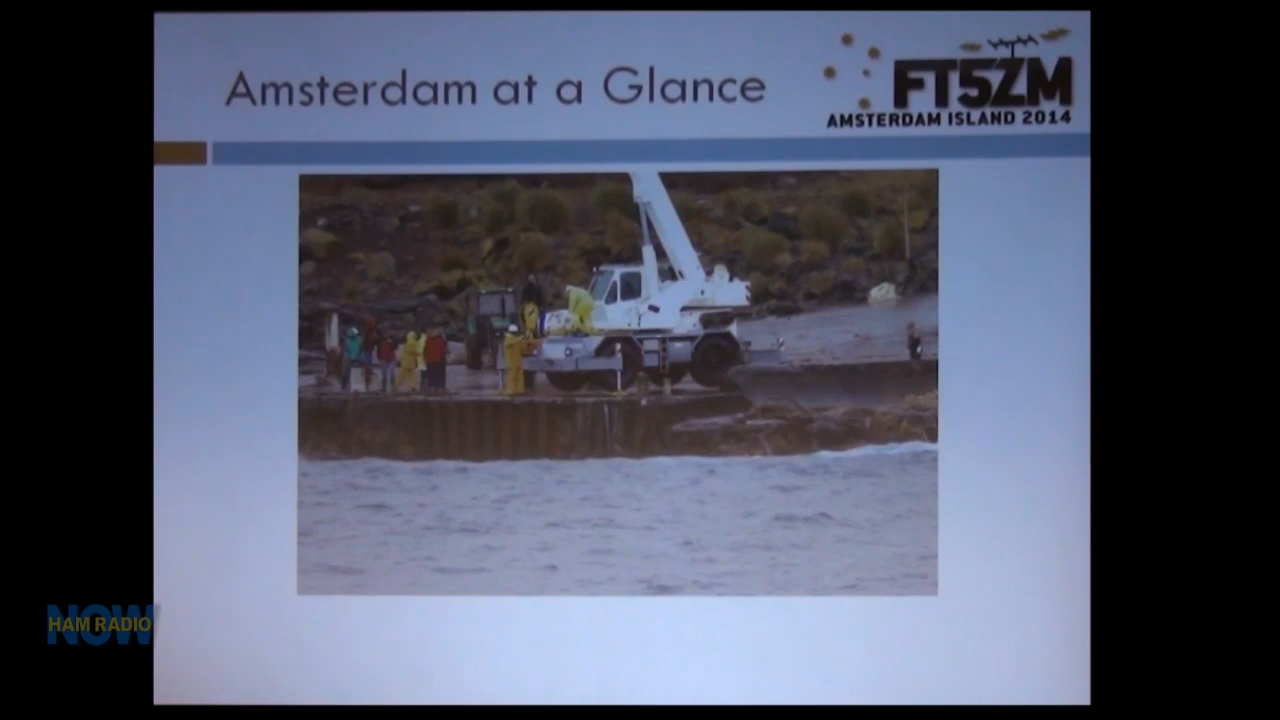 Amsterdam at a Glance
FT5ZM
AMSTERDAM ISLAND 2014
HAM RADIO
NOW